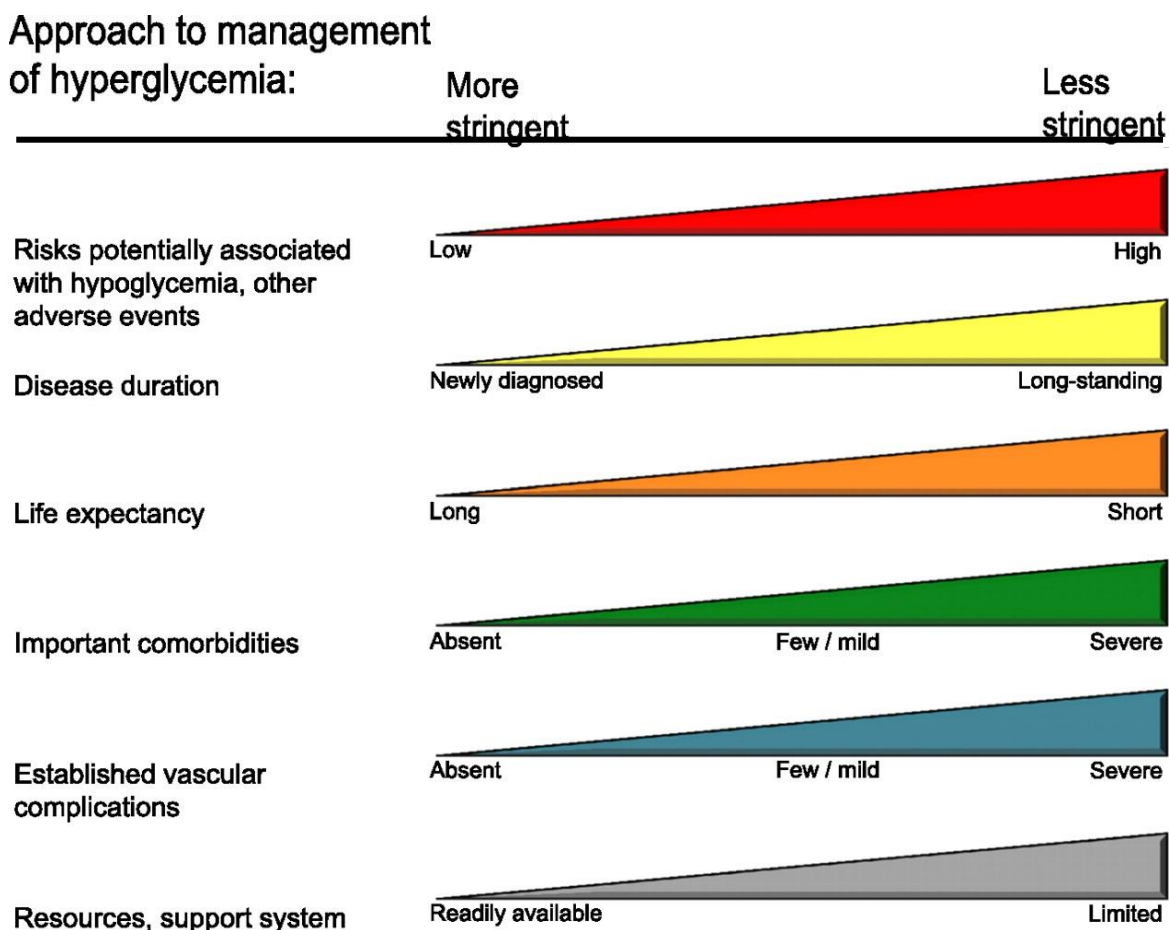 Approach to management
of hyperglycemia:
More
stringent
Less
stringent
Risks potentially associated
with hypoglycemia, other
adverse events
Low
High
Disease duration
Newly diagnosed
Long-standing
Life expectancy
Long
Short
Important comorbidities
Absent
Few / mild
Severe
Established vascular
complications
Absent
Few / mild
Severe
Resources, support system
Readily available
Limited